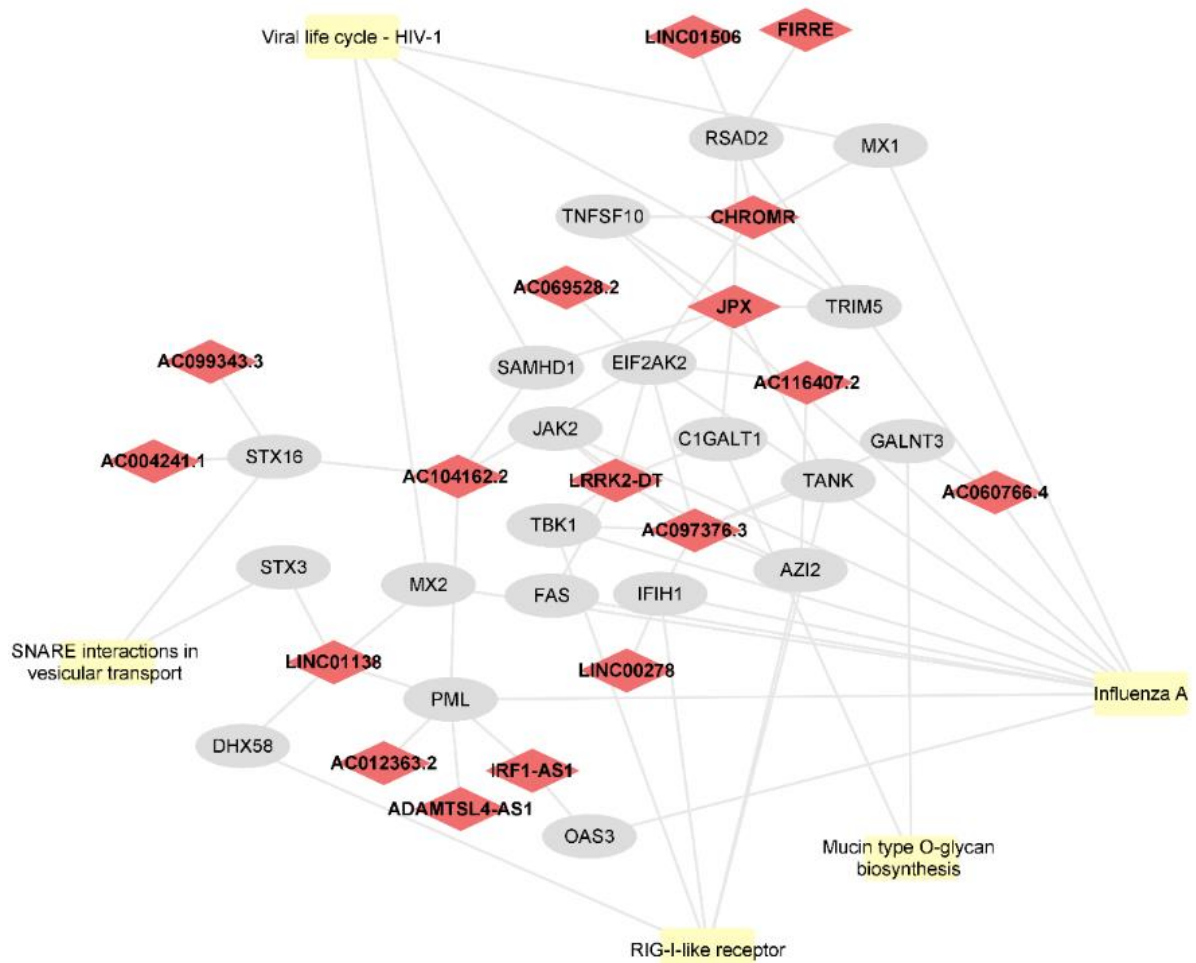 Viral life cycle - HIV-1
LINC01506
FIRRE
RSAD2
MX1
TNFSF10
CHROMR
AC069528.2
JPX
TRIM5
AC099343.3
SAMHD1
EIF2AK2
AC116407.2
JAK2
C1GALT1
GALNT3
AC004241.1
STX16
AC104162.2
LRRK2-DT
TANK
AC060766.4
TBK1
AC097376.3
STX3
MX2
FAS
IFIH1
AZI2
SNARE interactions in
vesicular transport
LINC01138
LINC00278
PML
Influenza A
DHX58
AC012363.2
IRF1-AS1
ADAMTSL4-AS1
OAS3
Mucin type O-glycan
biosynthesis
RIG-I-like receptor